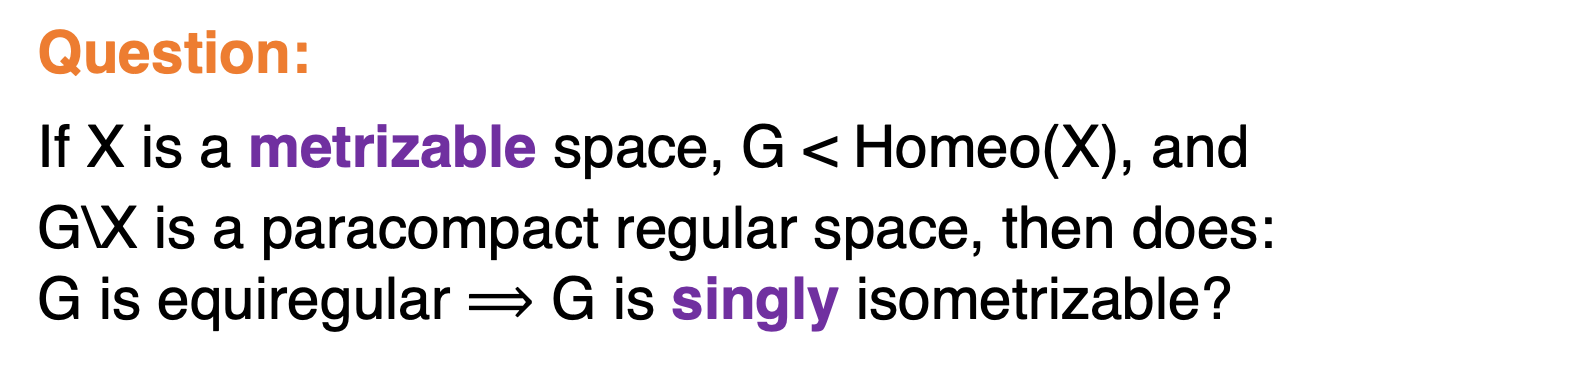 Question:
If X is a metrizable space, G < Homeo(X), and
G\X is a paracompact regular space, then does:
G is equiregular ⟹ G is singly isometrizable?